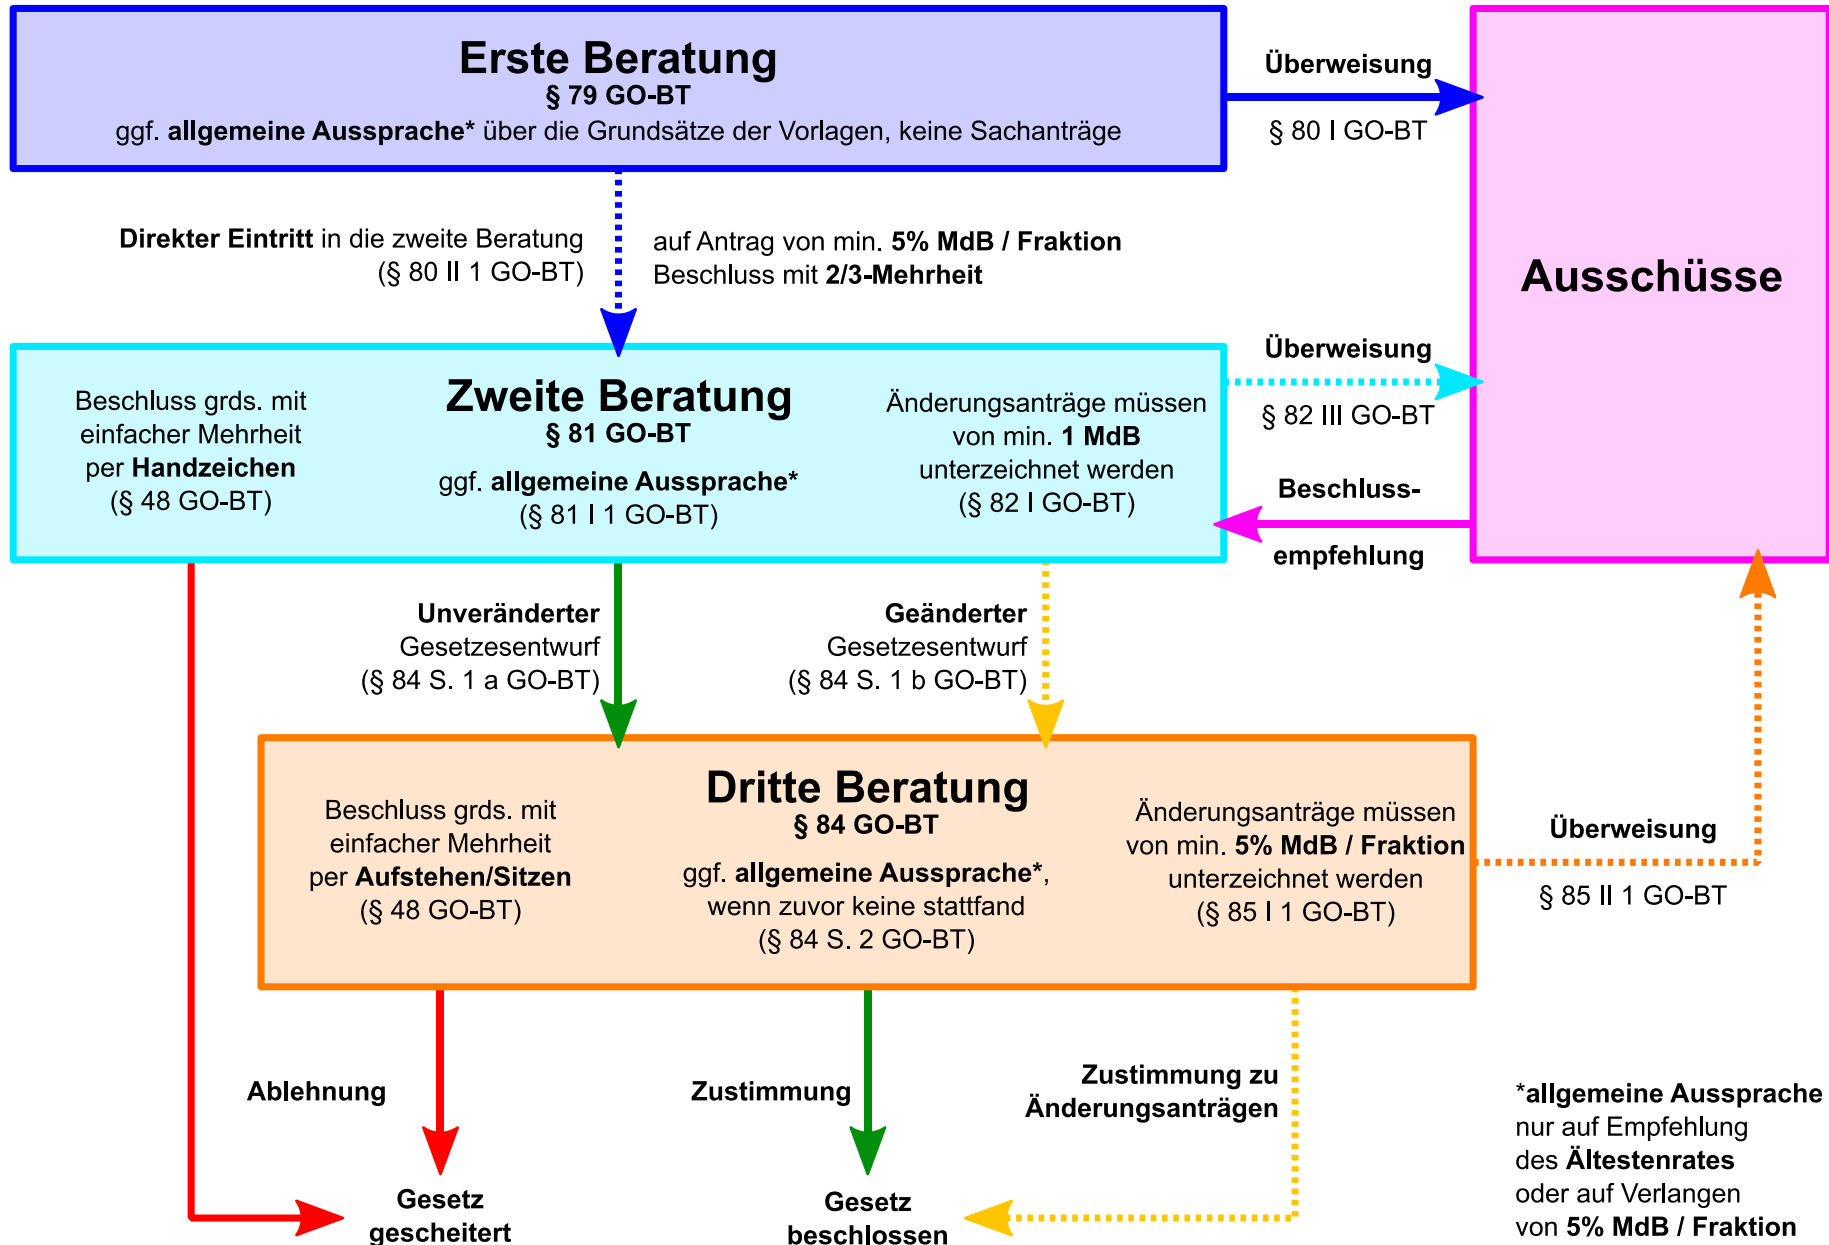 Erste Beratung
§ 79 GO-BT
ggf. allgemeine Aussprache* über die Grundsätze der Vorlagen, keine Sachanträge
Überweisung
§ 80 I GO-BT
Ausschüsse
Direkter Eintritt in die zweite Beratung
(§ 80 II 1 GO-BT)
auf Antrag von min. 5% MdB / Fraktion
Beschluss mit 2/3-Mehrheit
Beschluss grds. mit
einfacher Mehrheit
per Handzeichen
(§ 48 GO-BT)
Zweite Beratung
§ 81 GO-BT
ggf. allgemeine Aussprache*
(§ 81 I 1 GO-BT)
Änderungsanträge müssen
von min. 1 MdB
unterzeichnet werden
(§ 82 I GO-BT)
Überweisung
§ 82 III GO-BT
Beschluss-
empfehlung
Unveränderter
Gesetzesentwurf
(§ 84 S. 1 a GO-BT)
Geänderter
Gesetzesentwurf
(§ 84 S. 1 b GO-BT)
Beschluss grds. mit
einfacher Mehrheit
per Aufstehen/Sitzen
(§ 48 GO-BT)
Dritte Beratung
§ 84 GO-BT
ggf. allgemeine Aussprache*,
wenn zuvor keine stattfand
(§ 84 S. 2 GO-BT)
Änderungsanträge müssen
von min. 5% MdB / Fraktion
unterzeichnet werden
(§ 85 I 1 GO-BT)
Überweisung
§ 85 II 1 GO-BT
Ablehnung
Zustimmung
Zustimmung zu
Änderungsanträgen
Gesetz
gescheitert
Gesetz
beschlossen
*allgemeine Aussprache
nur auf Empfehlung
des Ältestenrates
oder auf Verlangen
von 5% MdB / Fraktion